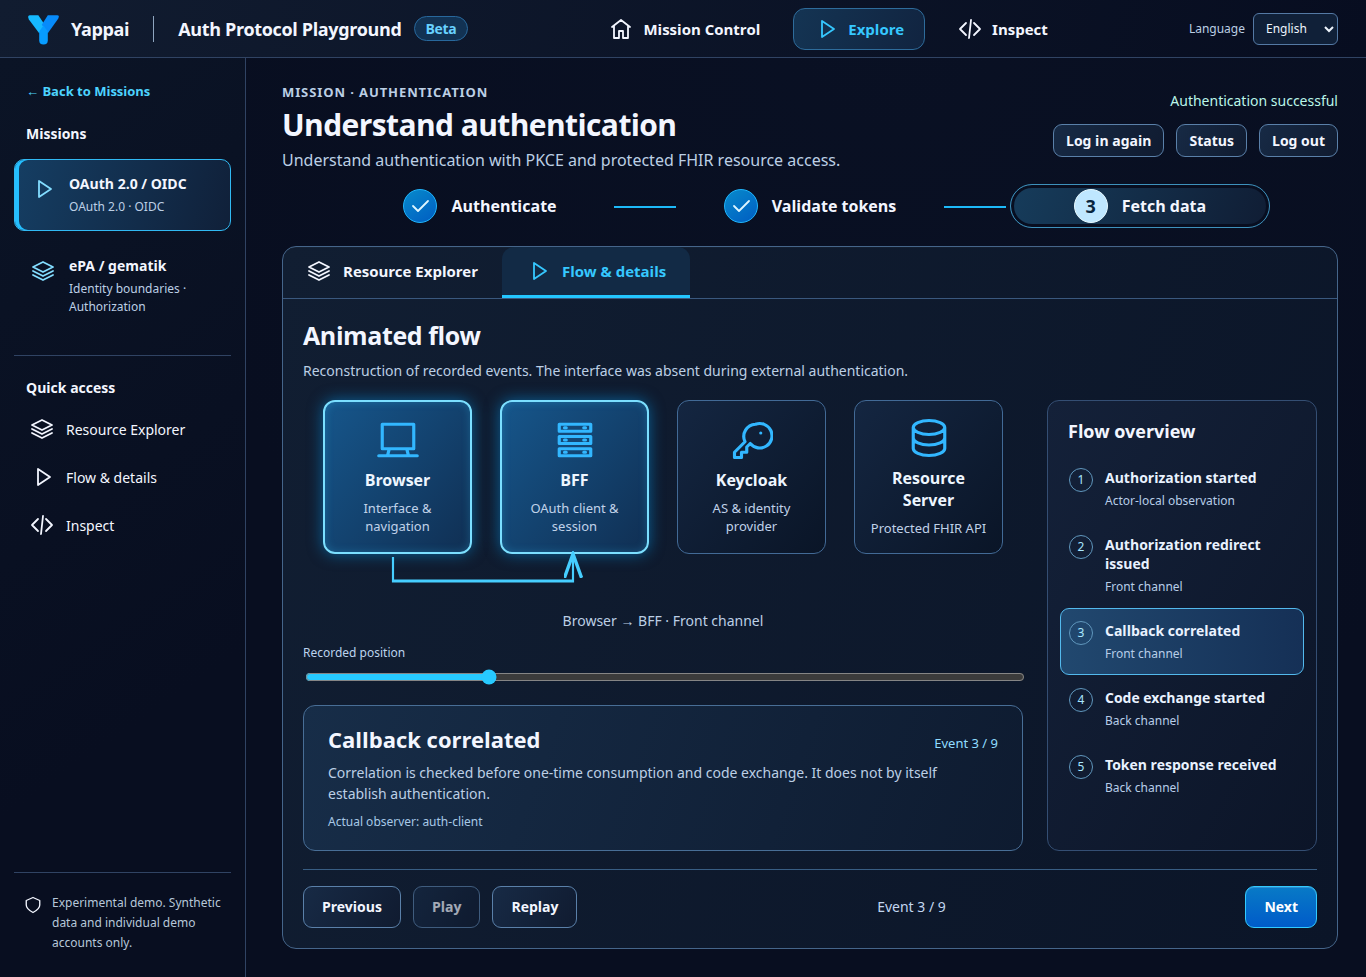 Yappai
Auth Protocol Playground
Beta
Mission Control
Explore
Inspect
Language
English
← Back to Missions
Missions
OAuth 2.0 / OIDC
OAuth 2.0 · OIDC
ePA / gematik
Identity boundaries ·
Authorization
Quick access
Resource Explorer
Flow & details
Inspect
Experimental demo. Synthetic
data and individual demo
accounts only.
MISSION · AUTHENTICATION
Understand authentication
Understand authentication with PKCE and protected FHIR resource access.
Authentication successful
Log in again
Status
Log out
Authenticate
Validate tokens
3
Fetch data
Resource Explorer
Flow & details
Animated flow
Reconstruction of recorded events. The interface was absent during external authentication.
Browser
Interface &
navigation
BFF
OAuth client &
session
Keycloak
AS & identity
provider
Resource
Server
Protected FHIR API
Browser → BFF · Front channel
Recorded position
Callback correlated
Event 3 / 9
Correlation is checked before one-time consumption and code exchange. It does not by itself
establish authentication.
Actual observer: auth-client
Flow overview
1
Authorization started
Actor-local observation
2
Authorization redirect
issued
Front channel
3
Callback correlated
Front channel
4
Code exchange started
Back channel
5
Token response received
Back channel
Previous
Play
Replay
Event 3 / 9
Next